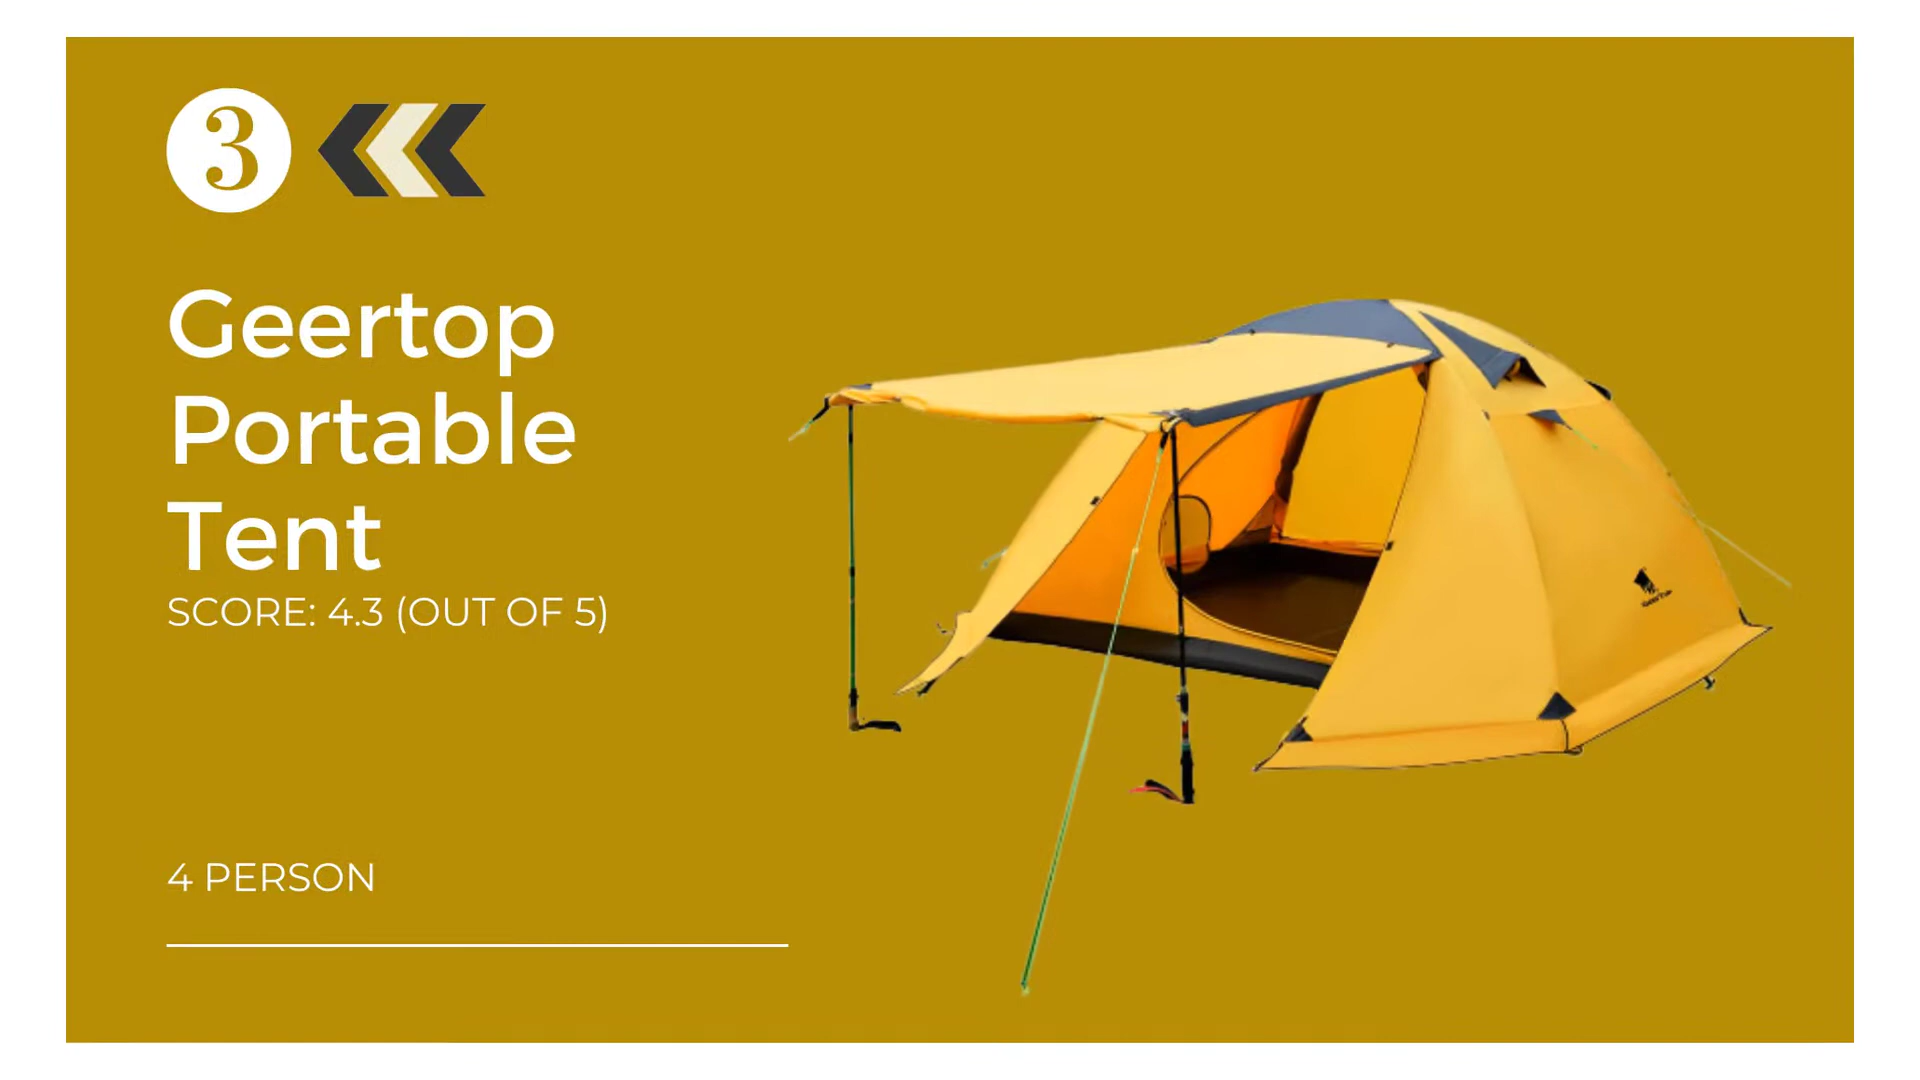 3
Geertop
Portable
Tent
SCORE: 4.3 (OUT OF 5)
4 PERSON